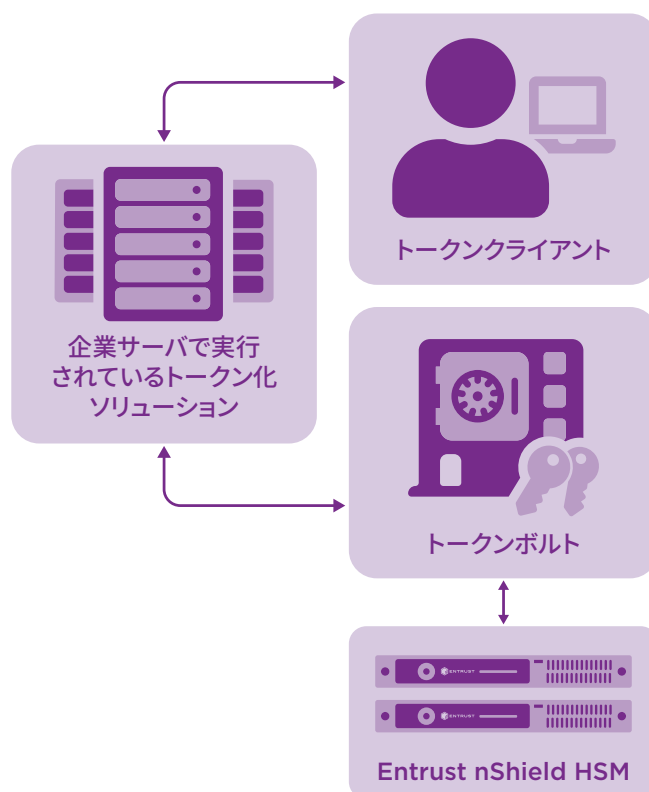 トークンクライアント
企業サーバで実行
されているトークン化
ソリューション
トークンボルト
ENTRUST
ENTRUST
Entrust nShield HSM